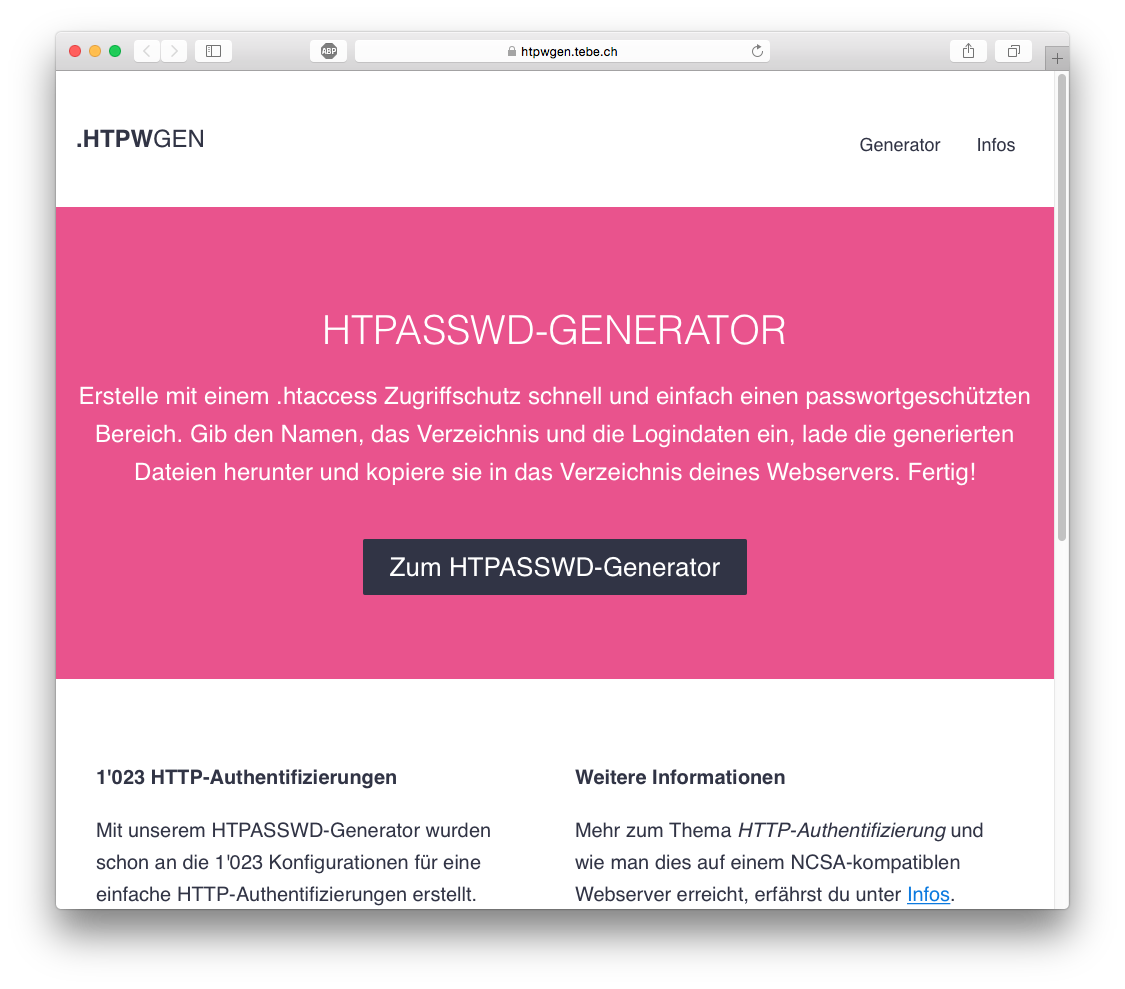 ABP
htpwgen.tebe.ch
.HTPWGEN
Generator
Infos
HTPASSWD-GENERATOR
Erstelle mit einem .htaccess Zugriffschutz schnell und einfach einen passwortgeschützten
Bereich. Gib den Namen, das Verzeichnis und die Logindaten ein, lade die generierten
Dateien herunter und kopiere sie in das Verzeichnis deines Webservers. Fertig!
Zum HTPASSWD-Generator
1'023 HTTP-Authentifizierungen
Mit unserem HTPASSWD-Generator wurden
schon an die 1'023 Konfigurationen für eine
einfache HTTP-Authentifizierungen erstellt.
Weitere Informationen
Mehr zum Thema HTTP-Authentifizierung und
wie man dies auf einem NCSA-kompatiblen
Webserver erreicht, erfährst du unter Infos.